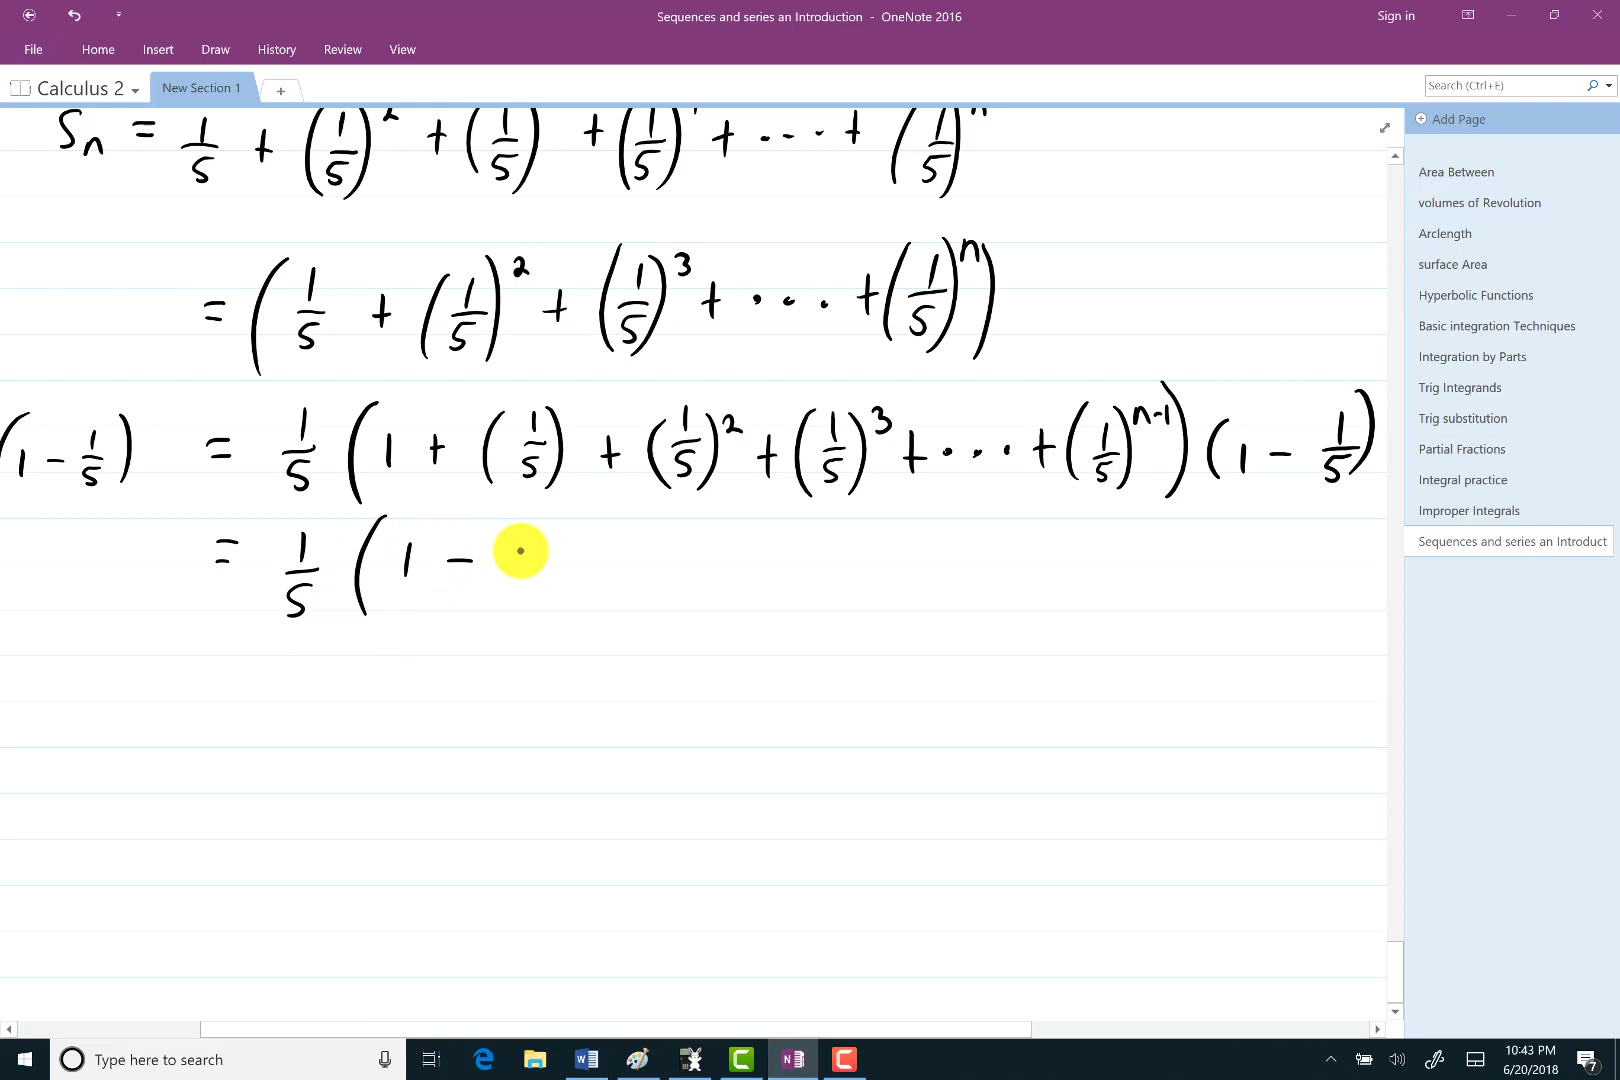 Sequences and series an Introduction - OneNote 2016
Sign in
File Home Insert Draw History Review View
Calculus 2 New Section 1 +
Search (Ctrl+E)
Add Page
Area Between
volumes of Revolution
Arclength
surface Area
Hyperbolic Functions
Basic integration Techniques
Integration by Parts
Trig Integrands
Trig substitution
Partial Fractions
Integral practice
Improper Integrals
Sequences and series an Introduct
Sn = 1/5 + (1/5)^2 + (1/5) + (1/5) + ... + (1/5)^n
= (1/5 + (1/5)^2 + (1/5)^3 + ... + (1/5)^n)
(1 - 1/5) = 1/5 (1 + (1/5) + (1/5)^2 + (1/5)^3 + ... + (1/5)^n-1) (1 - 1/5)
= 1/5 (1 -
Type here to search
10:43 PM
6/20/2018
7